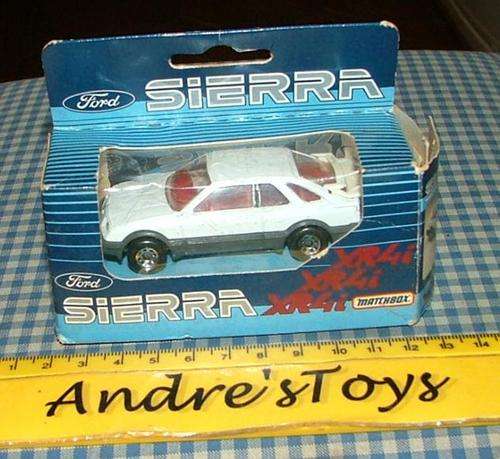 Ford SIERRA
XR4i
XR4i
Ford
SIERRA XR4i MATCHBOX
1 2 3 4 5 6 7 8 9 10 11 12 13 14
Andre'sToys